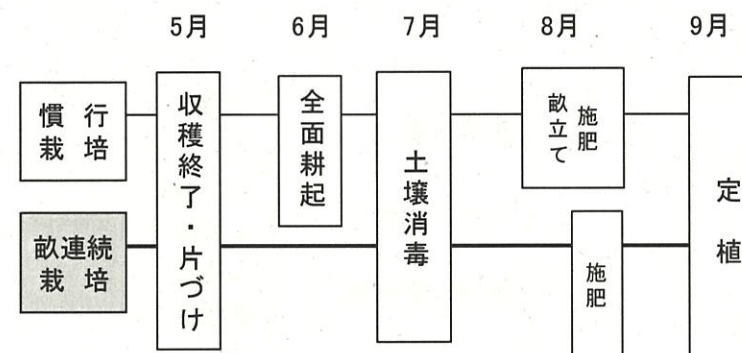 5月 6月 7月 8月 9月
慣行
栽培
畝連続
栽培
収穫終了・片づけ
全面耕起
土壌消毒
施肥
畝立て
施肥
定植